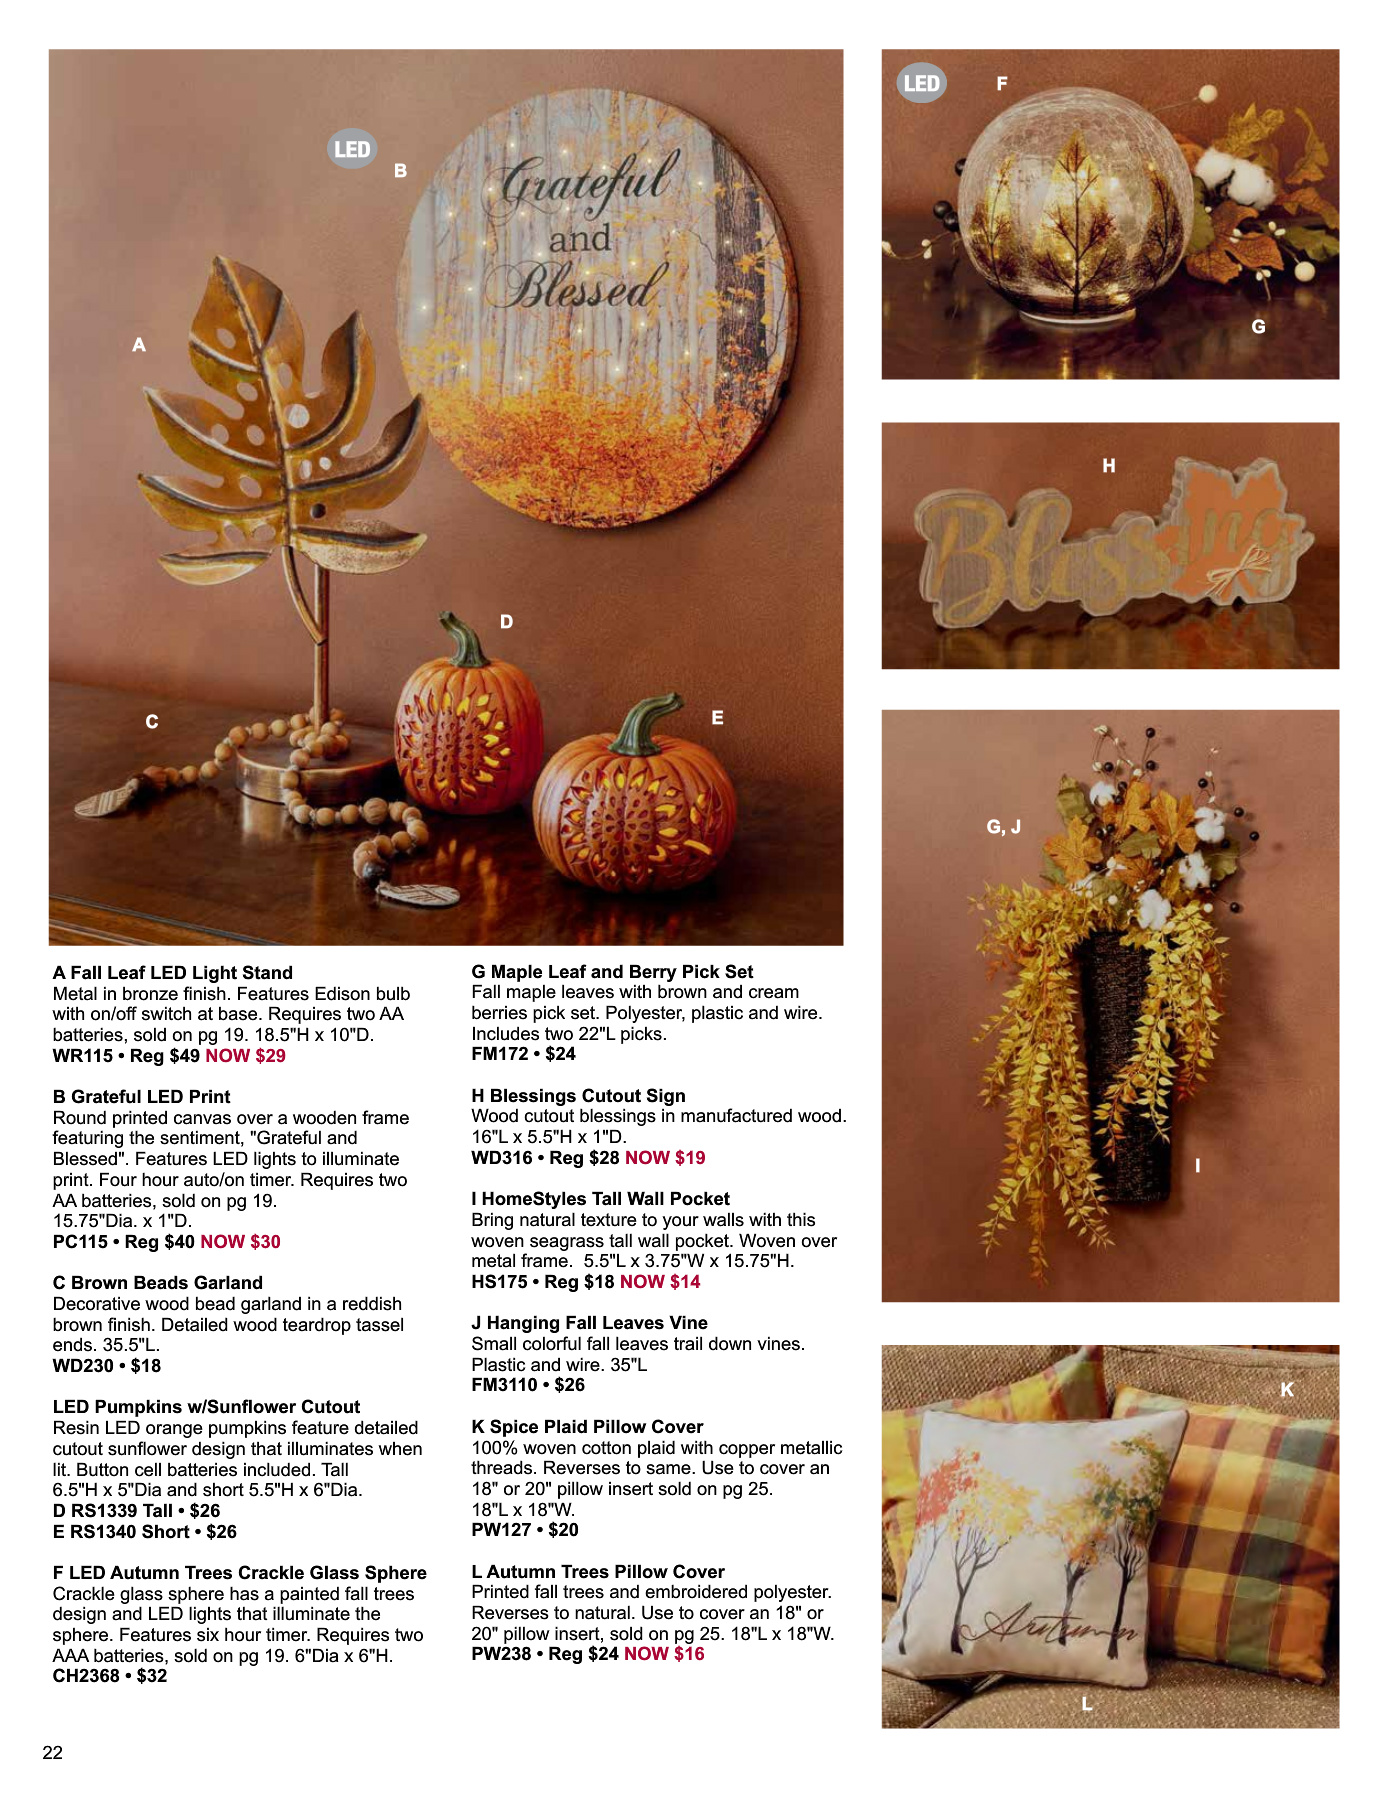 LED
B
Grateful
and
Blessed
A
D
E
C
LED
F
G
H
Blessing
G, J
I
K
Autumn
L
A Fall Leaf LED Light Stand
Metal in bronze finish. Features Edison bulb
with on/off switch at base. Requires two AA
batteries, sold on pg 19. 18.5"H x 10"D.
WR115 • Reg $49 NOW $29
B Grateful LED Print
Round printed canvas over a wooden frame
featuring the sentiment, "Grateful and
Blessed". Features LED lights to illuminate
print. Four hour auto/on timer. Requires two
AA batteries, sold on pg 19.
15.75"Dia. x 1"D.
PC115 • Reg $40 NOW $30
C Brown Beads Garland
Decorative wood bead garland in a reddish
brown finish. Detailed wood teardrop tassel
ends. 35.5"L.
WD230 • $18
LED Pumpkins w/Sunflower Cutout
Resin LED orange pumpkins feature detailed
cutout sunflower design that illuminates when
lit. Button cell batteries included. Tall
6.5"H x 5"Dia and short 5.5"H x 6"Dia.
D RS1339 Tall • $26
E RS1340 Short • $26
F LED Autumn Trees Crackle Glass Sphere
Crackle glass sphere has a painted fall trees
design and LED lights that illuminate the
sphere. Features six hour timer. Requires two
AAA batteries, sold on pg 19. 6"Dia x 6"H.
CH2368 • $32
G Maple Leaf and Berry Pick Set
Fall maple leaves with brown and cream
berries pick set. Polyester, plastic and wire.
Includes two 22"L picks.
FM172 • $24
H Blessings Cutout Sign
Wood cutout blessings in manufactured wood.
16"L x 5.5"H x 1"D.
WD316 • Reg $28 NOW $19
I HomeStyles Tall Wall Pocket
Bring natural texture to your walls with this
woven seagrass tall wall pocket. Woven over
metal frame.  5.5"L x 3.75"W x 15.75"H.
HS175 • Reg $18 NOW $14
J Hanging Fall Leaves Vine
Small colorful fall leaves trail down vines.
Plastic and wire. 35"L
FM3110 • $26
K Spice Plaid Pillow Cover
100% woven cotton plaid with copper metallic
threads. Reverses to same. Use to cover an
18" or 20" pillow insert sold on pg 25.
18"L x 18"W.
PW127 • $20
L Autumn Trees Pillow Cover
Printed fall trees and embroidered polyester.
Reverses to natural. Use to cover an 18" or
20" pillow insert, sold on pg 25. 18"L x 18"W.
PW238 • Reg $24 NOW $16
22